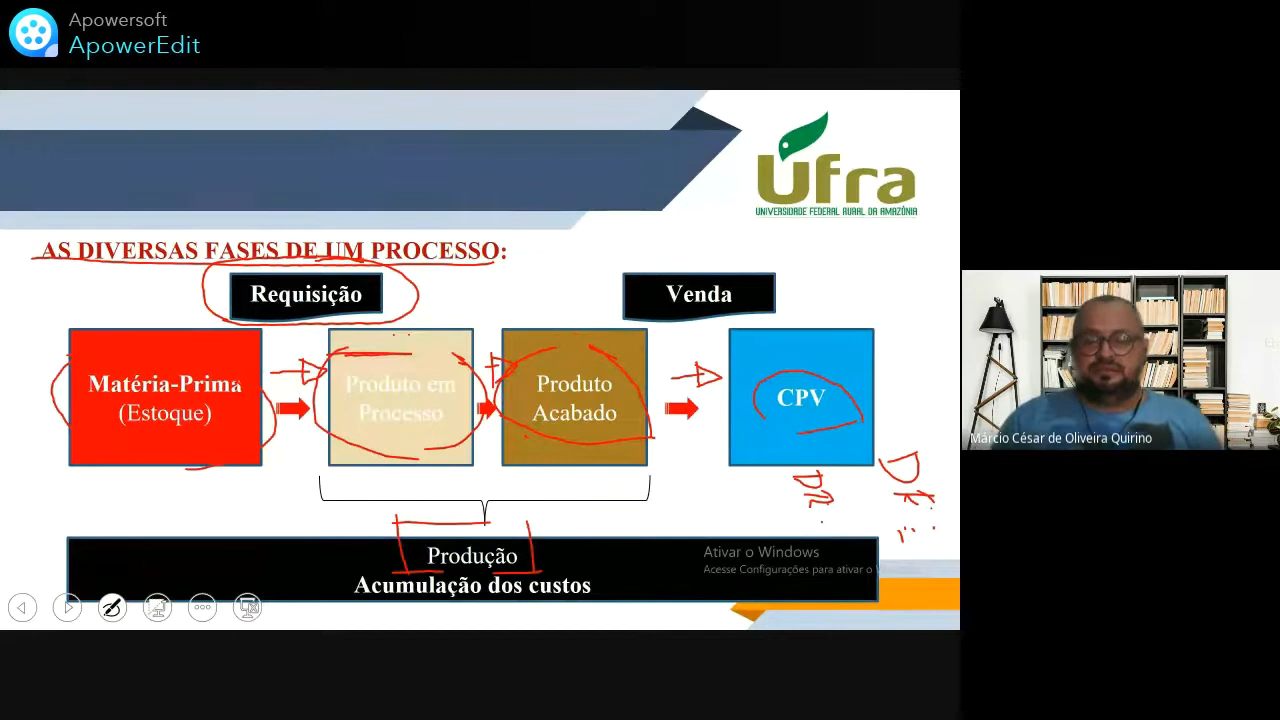 Apowersoft
ApowerEdit
Ufra
UNIVERSIDADE FEDERAL RURAL DA AMAZÔNIA
AS DIVERSAS FASES DE UM PROCESSO:
Requisição
Venda
Matéria-Prima
(Estoque)
Produto em
Processo
Produto
Acabado
CPV
Produção
Acumulação dos custos
Ativar o Windows
Acesse Configurações para ativar o
Márcio César de Oliveira Quirino